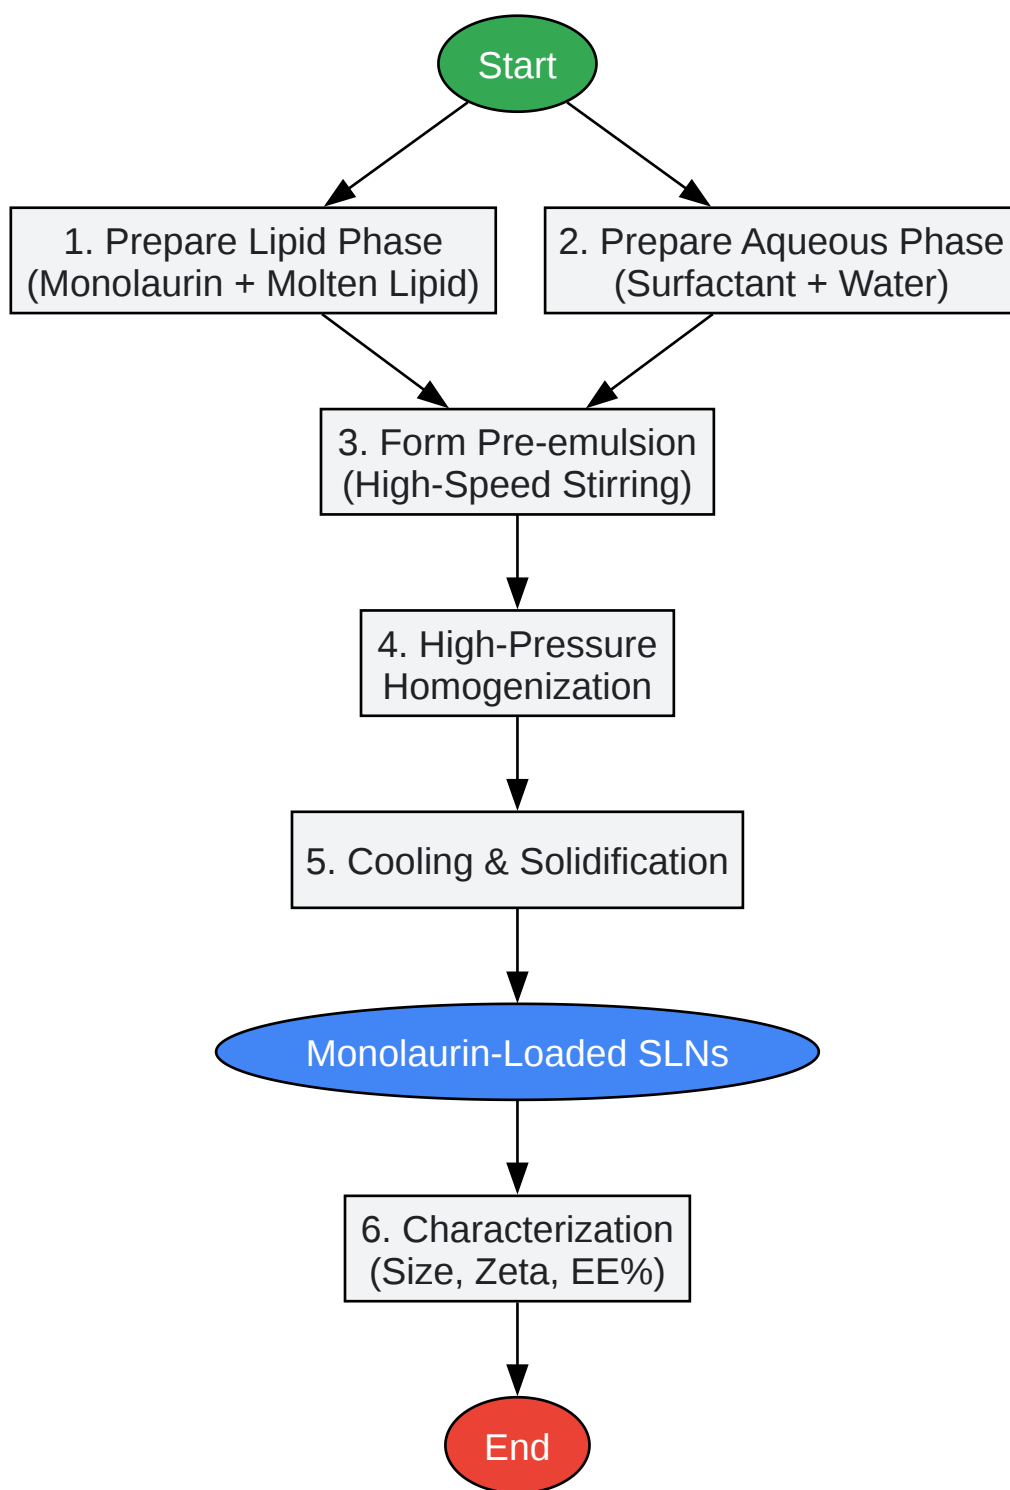 Start
1. Prepare Lipid Phase
(Monolaurin + Molten Lipid)
2. Prepare Aqueous Phase
(Surfactant + Water)
3. Form Pre-emulsion
(High-Speed Stirring)
4. High-Pressure
Homogenization
5. Cooling & Solidification
Monolaurin-Loaded SLNs
6. Characterization
(Size, Zeta, EE%)
End